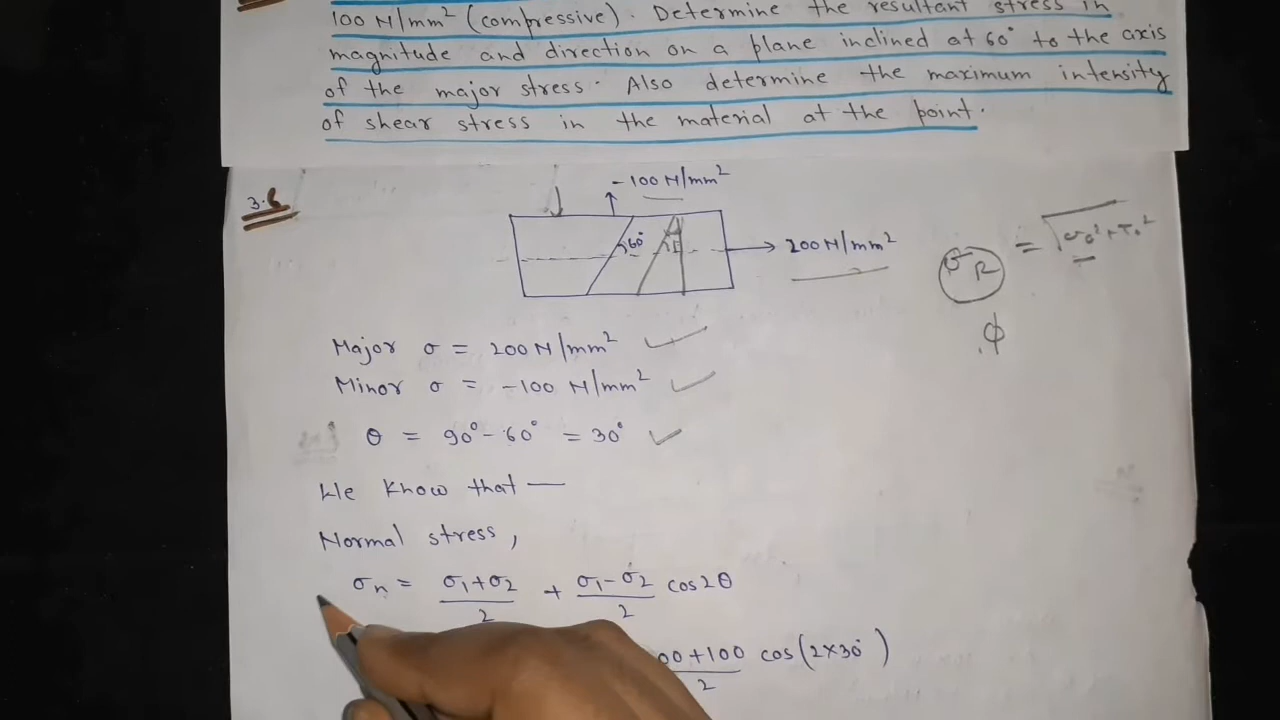 100 N/mm² (compressive). Determine the resultant stress in
magnitude and direction on a plane inclined at 60° to the axis
of the major stress. Also determine the maximum intensity
of shear stress in the material at the point.
3.6
-100 N/mm²
60°
200 N/mm²
σR = √σn²+τ²
φ
Major σ = 200 N/mm²
Minor σ = -100 N/mm²
θ = 90° - 60° = 30°
We know that —
Normal stress,
σn = σ1+σ2/2 + σ1-σ2/2 cos2θ
00+100/2 cos(2×30°)